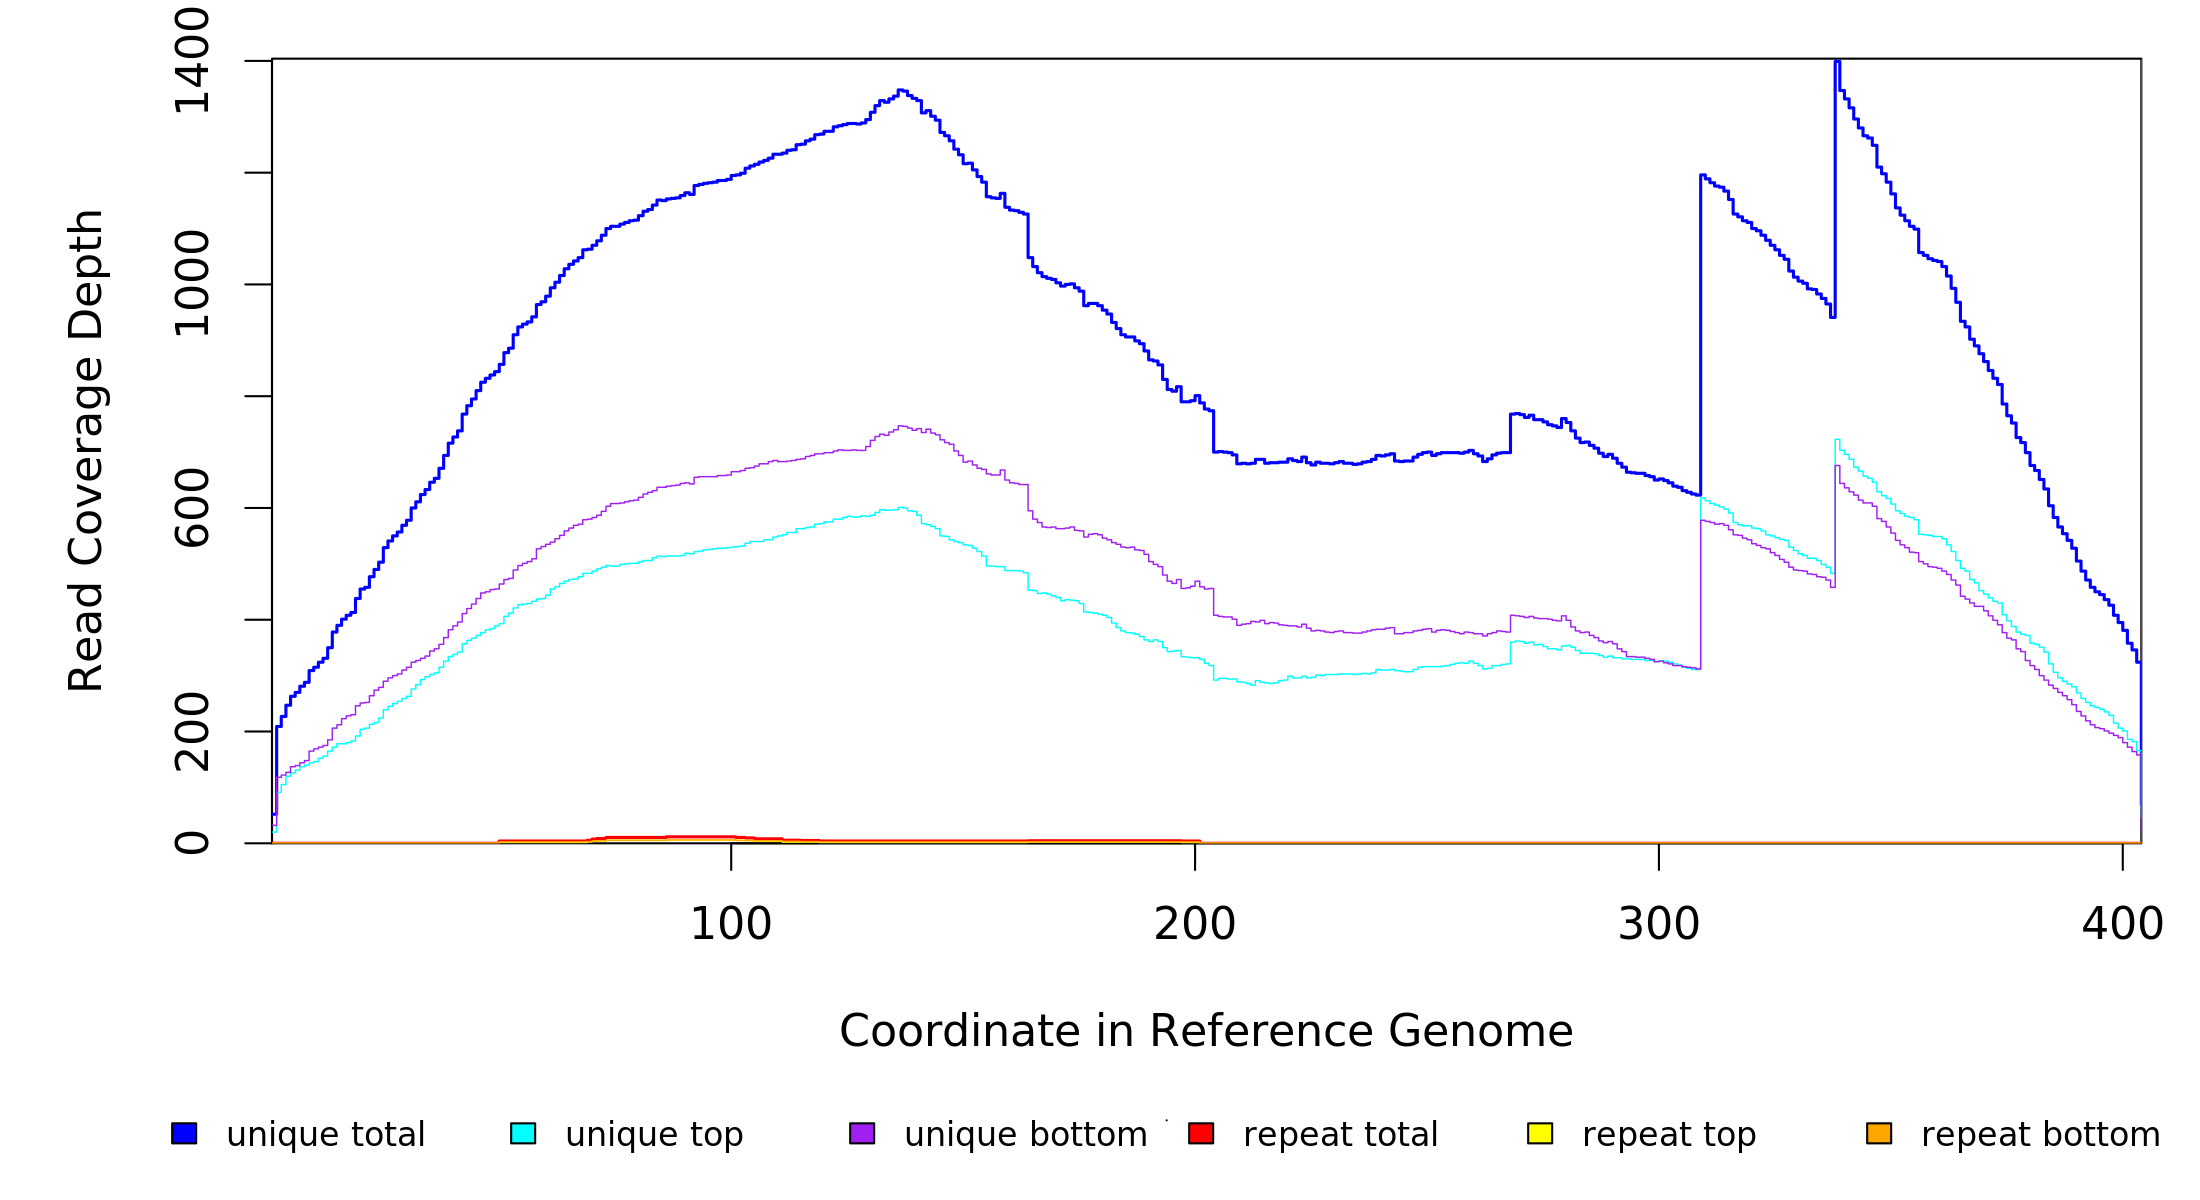 Read Coverage Depth
1400
1000
600
200
0
100 200 300 400
Coordinate in Reference Genome
unique total unique top unique bottom repeat total repeat top repeat bottom